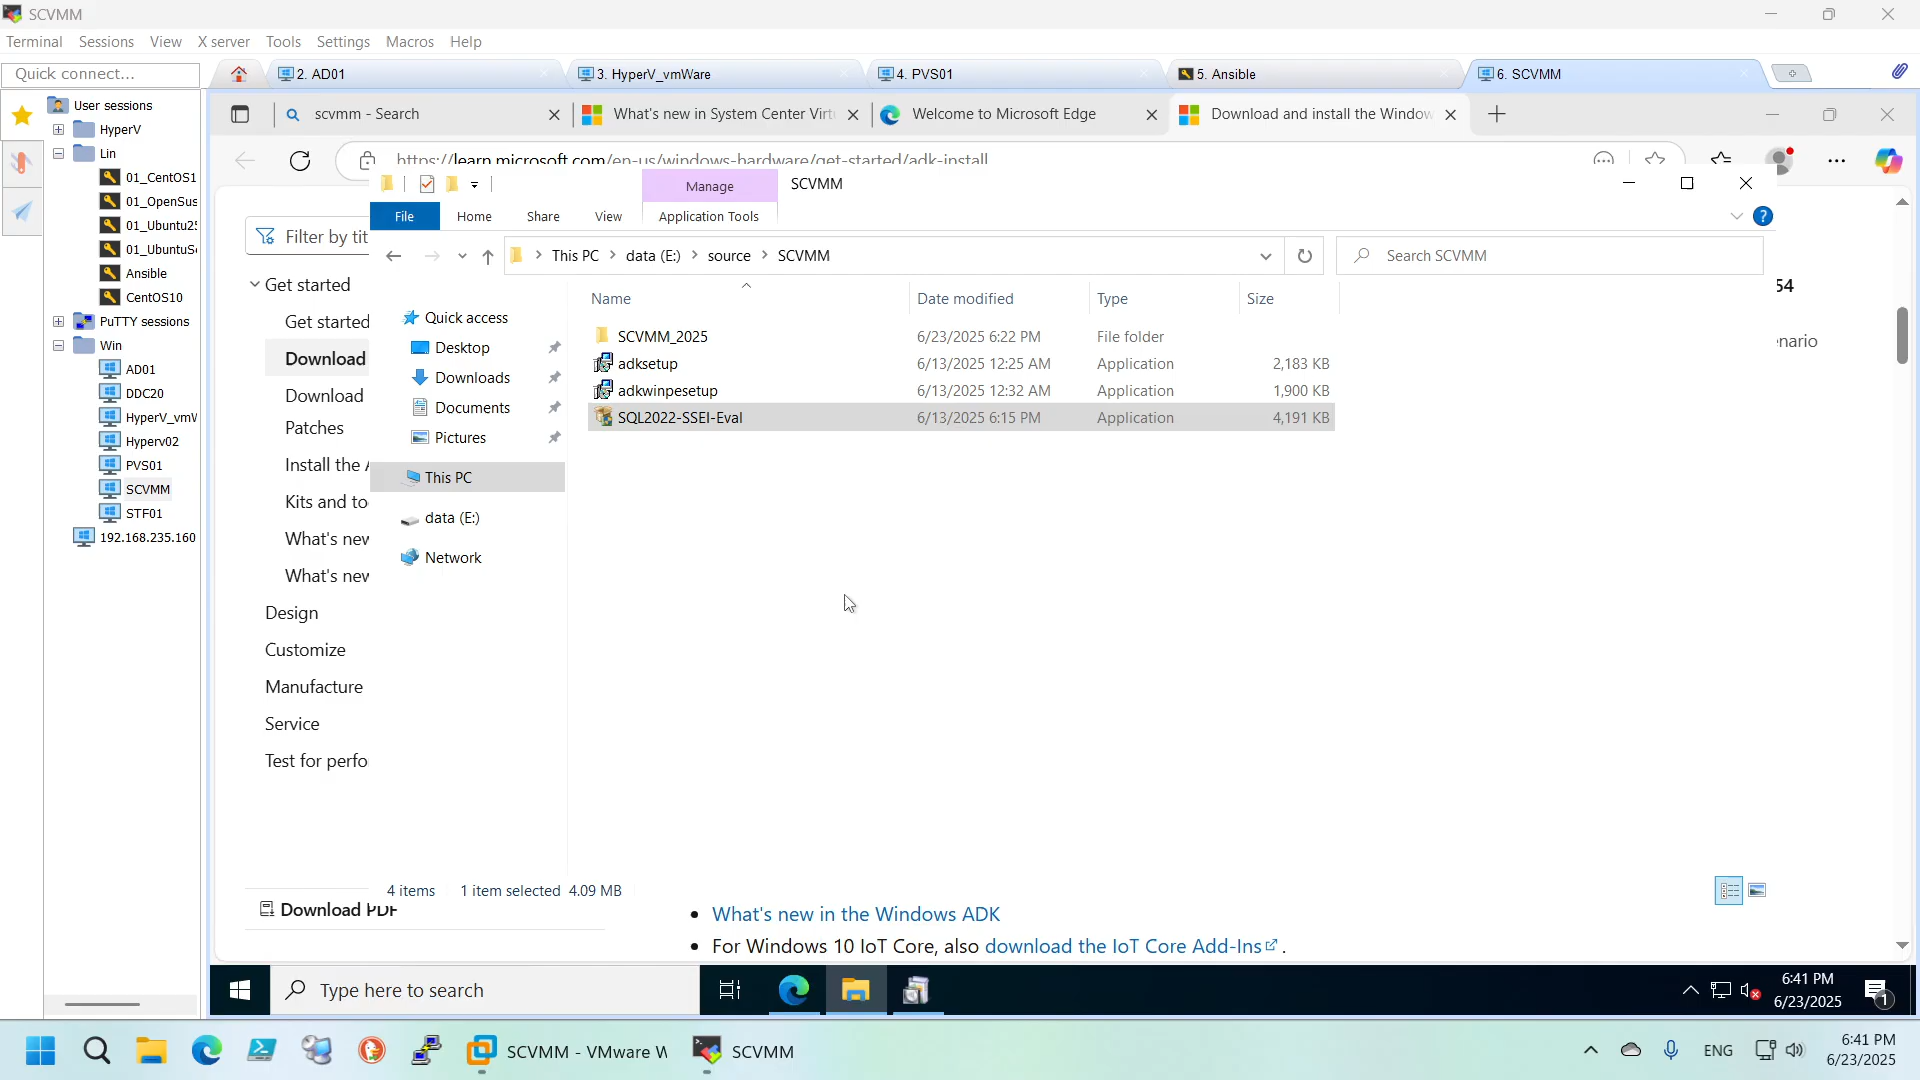 SCVMM
Terminal Sessions View X server Tools Settings Macros Help
Quick connect...
2. AD01
3. HyperV_vmWare
4. PVS01
5. Ansible
6. SCVMM
User sessions
HyperV
Lin
01_CentOS1
01_OpenSus
01_Ubuntu2
01_UbuntuS
Ansible
CentOS10
PuTTY sessions
Win
AD01
DDC20
HyperV_vmW
Hyperv02
PVS01
SCVMM
STF01
192.168.235.160
scvmm - Search
What's new in System Center Virt
Welcome to Microsoft Edge
Download and install the Window
https://learn.microsoft.com/en-us/windows-hardware/get-started/adk-install
Filter by tit
Get started
Get started
Download
Download
Patches
Install the A
Kits and to
What's new
What's new
Design
Customize
Manufacture
Service
Test for perfo
Download PDF
54
enario
Manage
SCVMM
File Home Share View Application Tools
This PC > data (E:) > source > SCVMM
Search SCVMM
Quick access
Desktop
Downloads
Documents
Pictures
This PC
data (E:)
Network
Name Date modified Type Size
SCVMM_2025 6/23/2025 6:22 PM File folder
adksetup 6/13/2025 12:25 AM Application 2,183 KB
adkwinpesetup 6/13/2025 12:32 AM Application 1,900 KB
SQL2022-SSEI-Eval 6/13/2025 6:15 PM Application 4,191 KB
4 items 1 item selected 4.09 MB
• What's new in the Windows ADK
• For Windows 10 IoT Core, also download the IoT Core Add-Ins.
Type here to search
6:41 PM
6/23/2025
1
SCVMM - VMware W
SCVMM
ENG
6:41 PM
6/23/2025